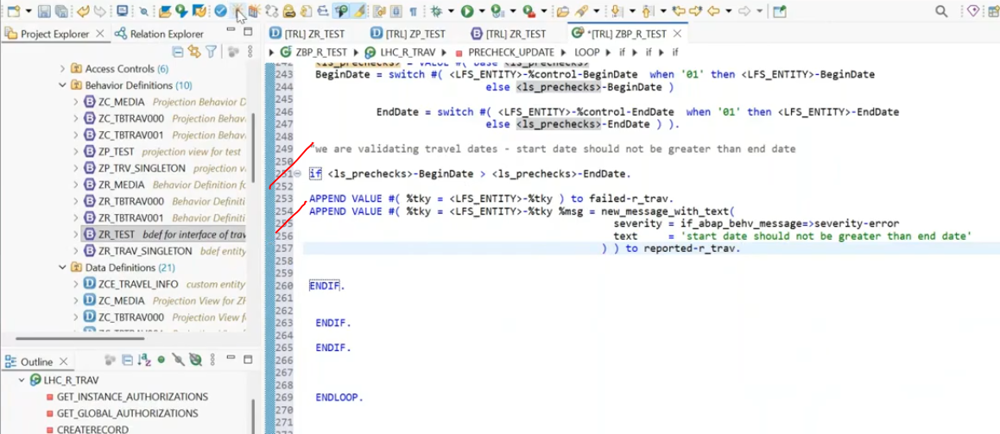 Project Explorer
Relation Explorer
[TRL] ZR_TEST
[TRL] ZP_TEST
[TRL] ZR_TEST
*[TRL] ZBP_R_TEST
ZBP_R_TEST
LHC_R_TRAV
PRECHECK_UPDATE
LOOP
if
if
if
Access Controls (6)
Behavior Definitions (10)
ZC_MEDIA Projection Behavior D
ZC_TBTRAV000 Projection Behav
ZC_TBTRAV001 Projection Behav
ZP_TEST projection view for test
ZP_TRV_SINGLETON projection v
ZR_MEDIA Behavior Definition fo
ZR_TBTRAV000 Behavior Definiti
ZR_TBTRAV001 Behavior Definiti
ZR_TEST bdef for interface of trav
ZR_TRAV_SINGLETON bdef entity
Data Definitions (21)
ZCE_TRAVEL_INFO custom entity
ZC_MEDIA Projection View for ZR
ZC_TBTRAV000 Projection View f
ZC_TBTRAV001 Projection View f
Outline
LHC_R_TRAV
GET_INSTANCE_AUTHORIZATIONS
GET_GLOBAL_AUTHORIZATIONS
CREATERECORD
242 <ls_prechecks> = VALUE #( base <ls_prechecks>
243 BeginDate = switch #( <LFS_ENTITY>-%control-BeginDate when '01' then <LFS_ENTITY>-BeginDate
244 else <ls_prechecks>-BeginDate )
245
246 EndDate = switch #( <LFS_ENTITY>-%control-EndDate when '01' then <LFS_ENTITY>-EndDate
247 else <ls_prechecks>-EndDate ) ).
248
249 "we are validating travel dates - start date should not be greater than end date
250
251 if <ls_prechecks>-BeginDate > <ls_prechecks>-EndDate.
252
253 APPEND VALUE #( %tky = <LFS_ENTITY>-%tky ) to failed-r_trav.
254 APPEND VALUE #( %tky = <LFS_ENTITY>-%tky %msg = new_message_with_text(
255 severity = if_abap_behv_message=>severity-error
256 text = 'start date should not be greater than end date'
257 ) ) to reported-r_trav.
258
259
260 ENDIF.
261
262
263 ENDIF.
264
265 ENDIF.
266
267
268
269 ENDLOOP.
270
271